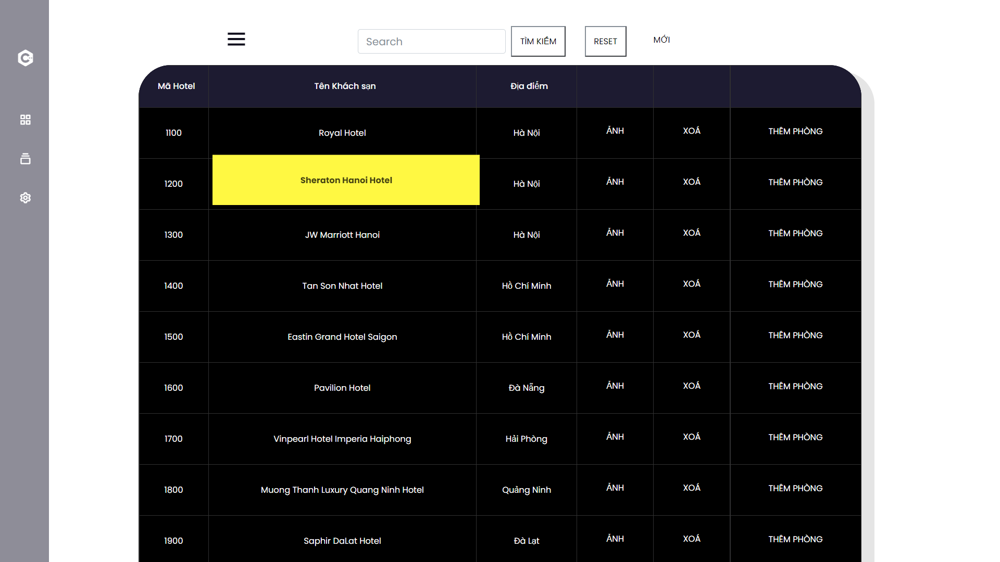 Search TÌM KIẾM RESET MỚI
Mã Hotel Tên Khách sạn Địa điểm
1100 Royal Hotel Hà Nội ẢNH XOÁ THÊM PHÒNG
1200 Sheraton Hanoi Hotel Hà Nội ẢNH XOÁ THÊM PHÒNG
1300 JW Marriott Hanoi Hà Nội ẢNH XOÁ THÊM PHÒNG
1400 Tan Son Nhat Hotel Hồ Chí Minh ẢNH XOÁ THÊM PHÒNG
1500 Eastin Grand Hotel Saigon Hồ Chí Minh ẢNH XOÁ THÊM PHÒNG
1600 Pavilion Hotel Đà Nẵng ẢNH XOÁ THÊM PHÒNG
1700 Vinpearl Hotel Imperia Haiphong Hải Phòng ẢNH XOÁ THÊM PHÒNG
1800 Muong Thanh Luxury Quang Ninh Hotel Quảng Ninh ẢNH XOÁ THÊM PHÒNG
1900 Saphir DaLat Hotel Đà Lạt ẢNH XOÁ THÊM PHÒNG